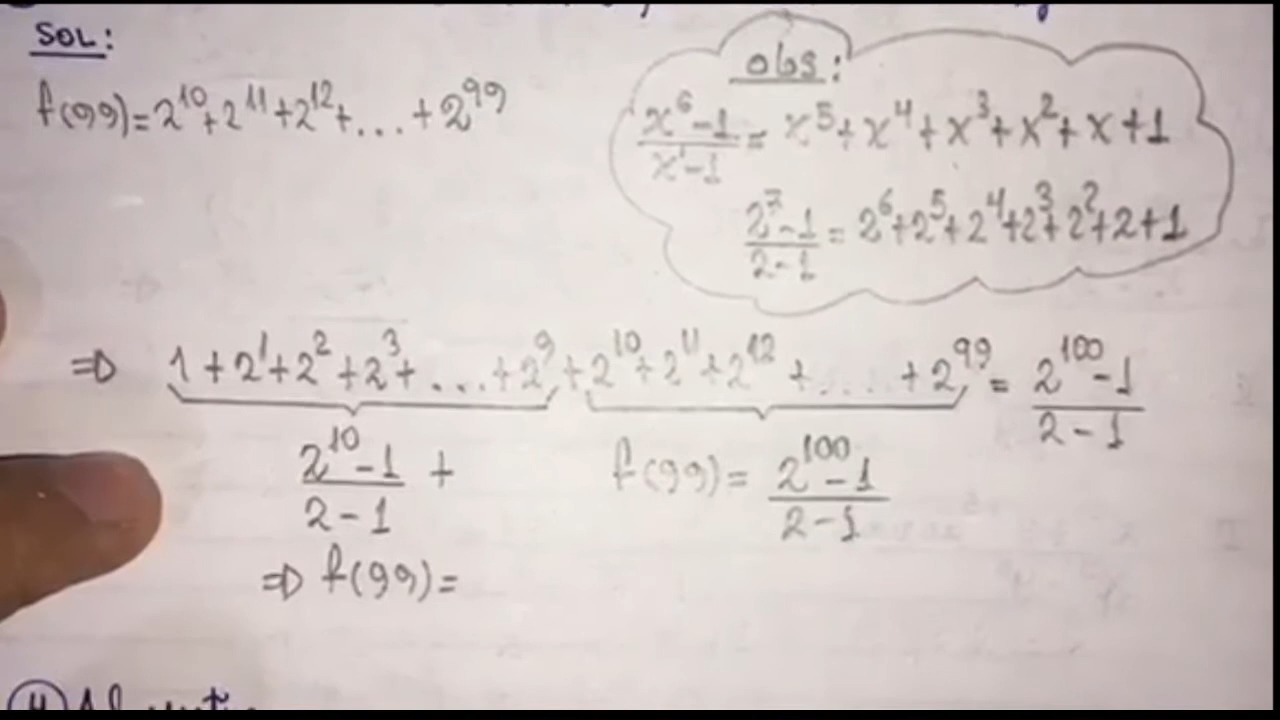 SOL:
f(99)=2^10+2^11+2^12+...+2^99
obs:
x^6-1/x^1-1 = x^5+x^4+x^3+x^2+x+1
2^7-1/2-1 = 2^6+2^5+2^4+2^3+2^2+2+1
⇒ 1+2^1+2^2+2^3+...+2^9+2^10+2^11+2^12+....+2^99 = 2^100-1/2-1
2^10-1/2-1 + f(99)= 2^100-1/2-1
⇒ f(99)=
4